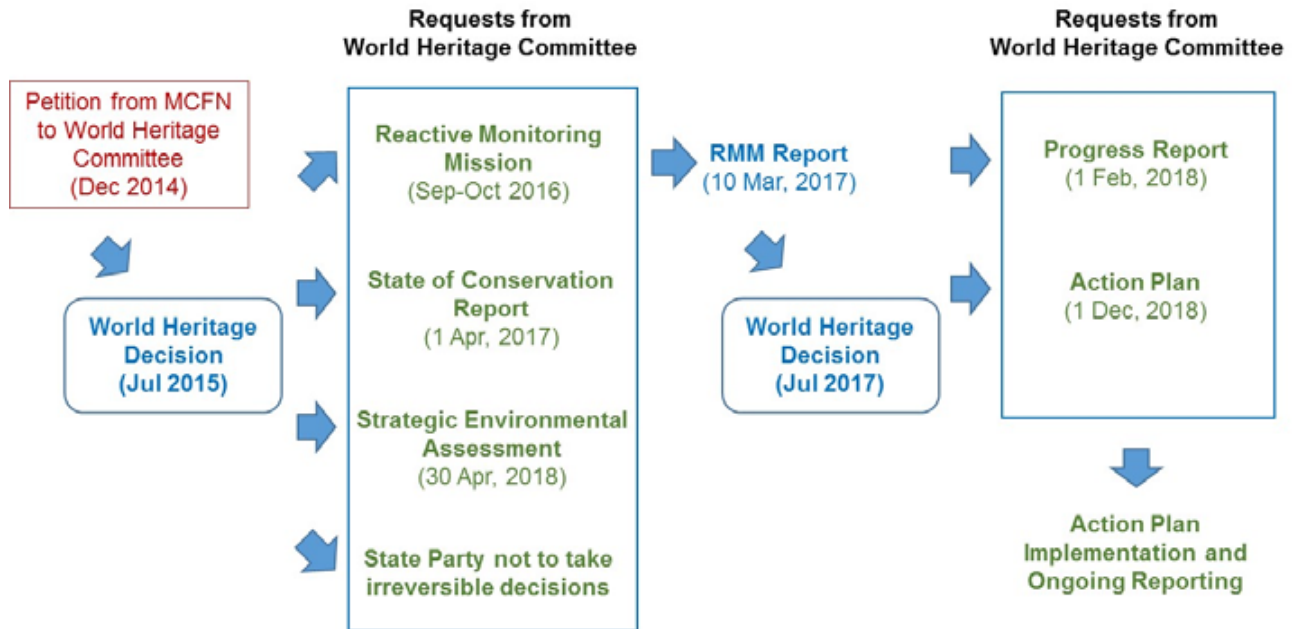 Requests from
World Heritage Committee
Petition from MCFN
to World Heritage
Committee
(Dec 2014)
World Heritage
Decision
(Jul 2015)
Reactive Monitoring
Mission
(Sep-Oct 2016)
State of Conservation
Report
(1 Apr, 2017)
Strategic Environmental
Assessment
(30 Apr, 2018)
State Party not to take
irreversible decisions
RMM Report
(10 Mar, 2017)
World Heritage
Decision
(Jul 2017)
Requests from
World Heritage Committee
Progress Report
(1 Feb, 2018)
Action Plan
(1 Dec, 2018)
Action Plan
Implementation and
Ongoing Reporting